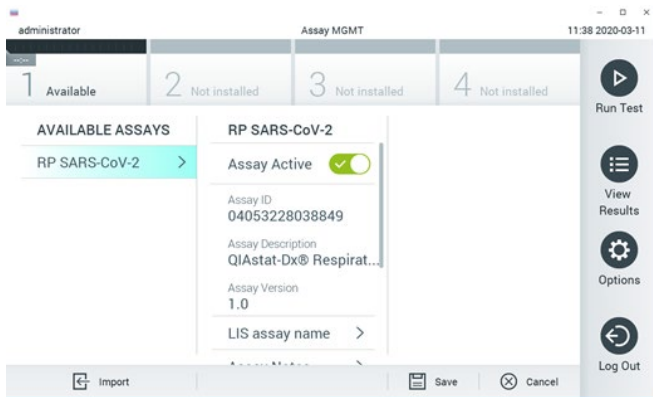 administrator
Assay MGMT
11:38 2020-03-11
1 Available
2 Not installed
3 Not installed
4 Not installed
Run Test
AVAILABLE ASSAYS
RP SARS-CoV-2
RP SARS-CoV-2
Assay Active
Assay ID
04053228038849
Assay Description
QIAstat-Dx® Respirat...
Assay Version
1.0
LIS assay name
View
Results
Options
Log Out
Import
Save
Cancel